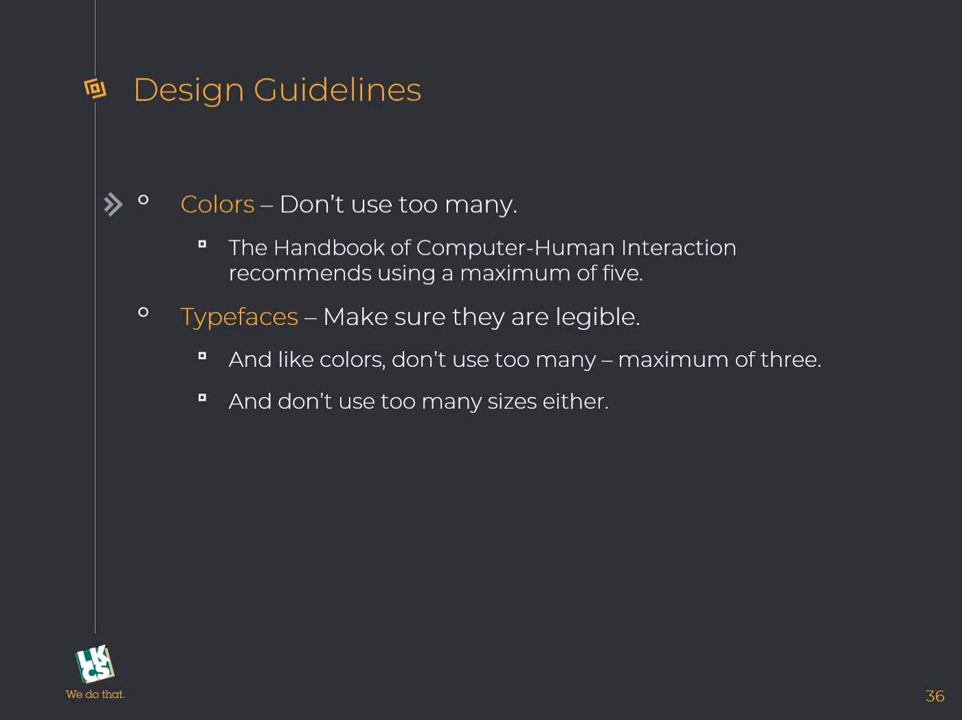 Design Guidelines
Colors – Don't use too many.
The Handbook of Computer-Human Interaction
recommends using a maximum of five.
Typefaces – Make sure they are legible.
And like colors, don't use too many – maximum of three.
And don't use too many sizes either.
LK
CS
We do that.
36